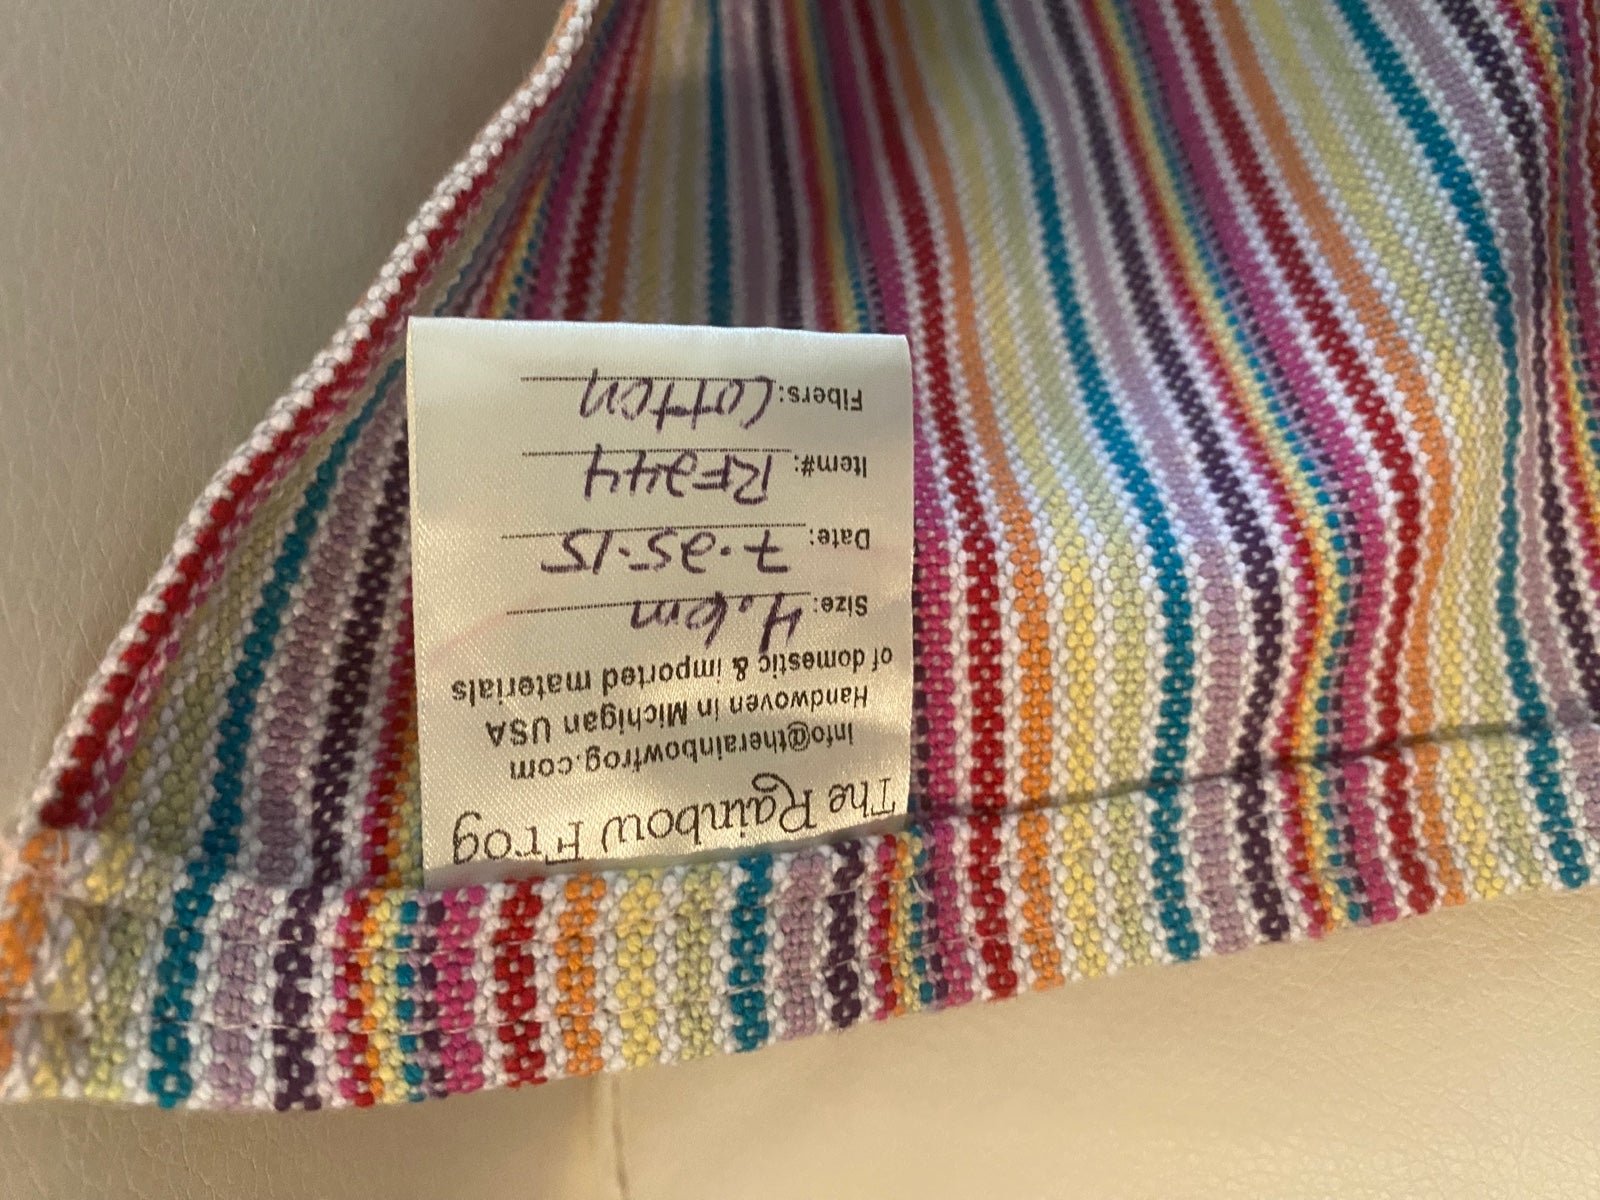 The Rainbow Frog
info@therainbowfrog.com
Handwoven in Michigan USA
of domestic & imported materials
Size: 4.6m
Date: 7-25-15
Item#: RF244
Fibers: Cotton